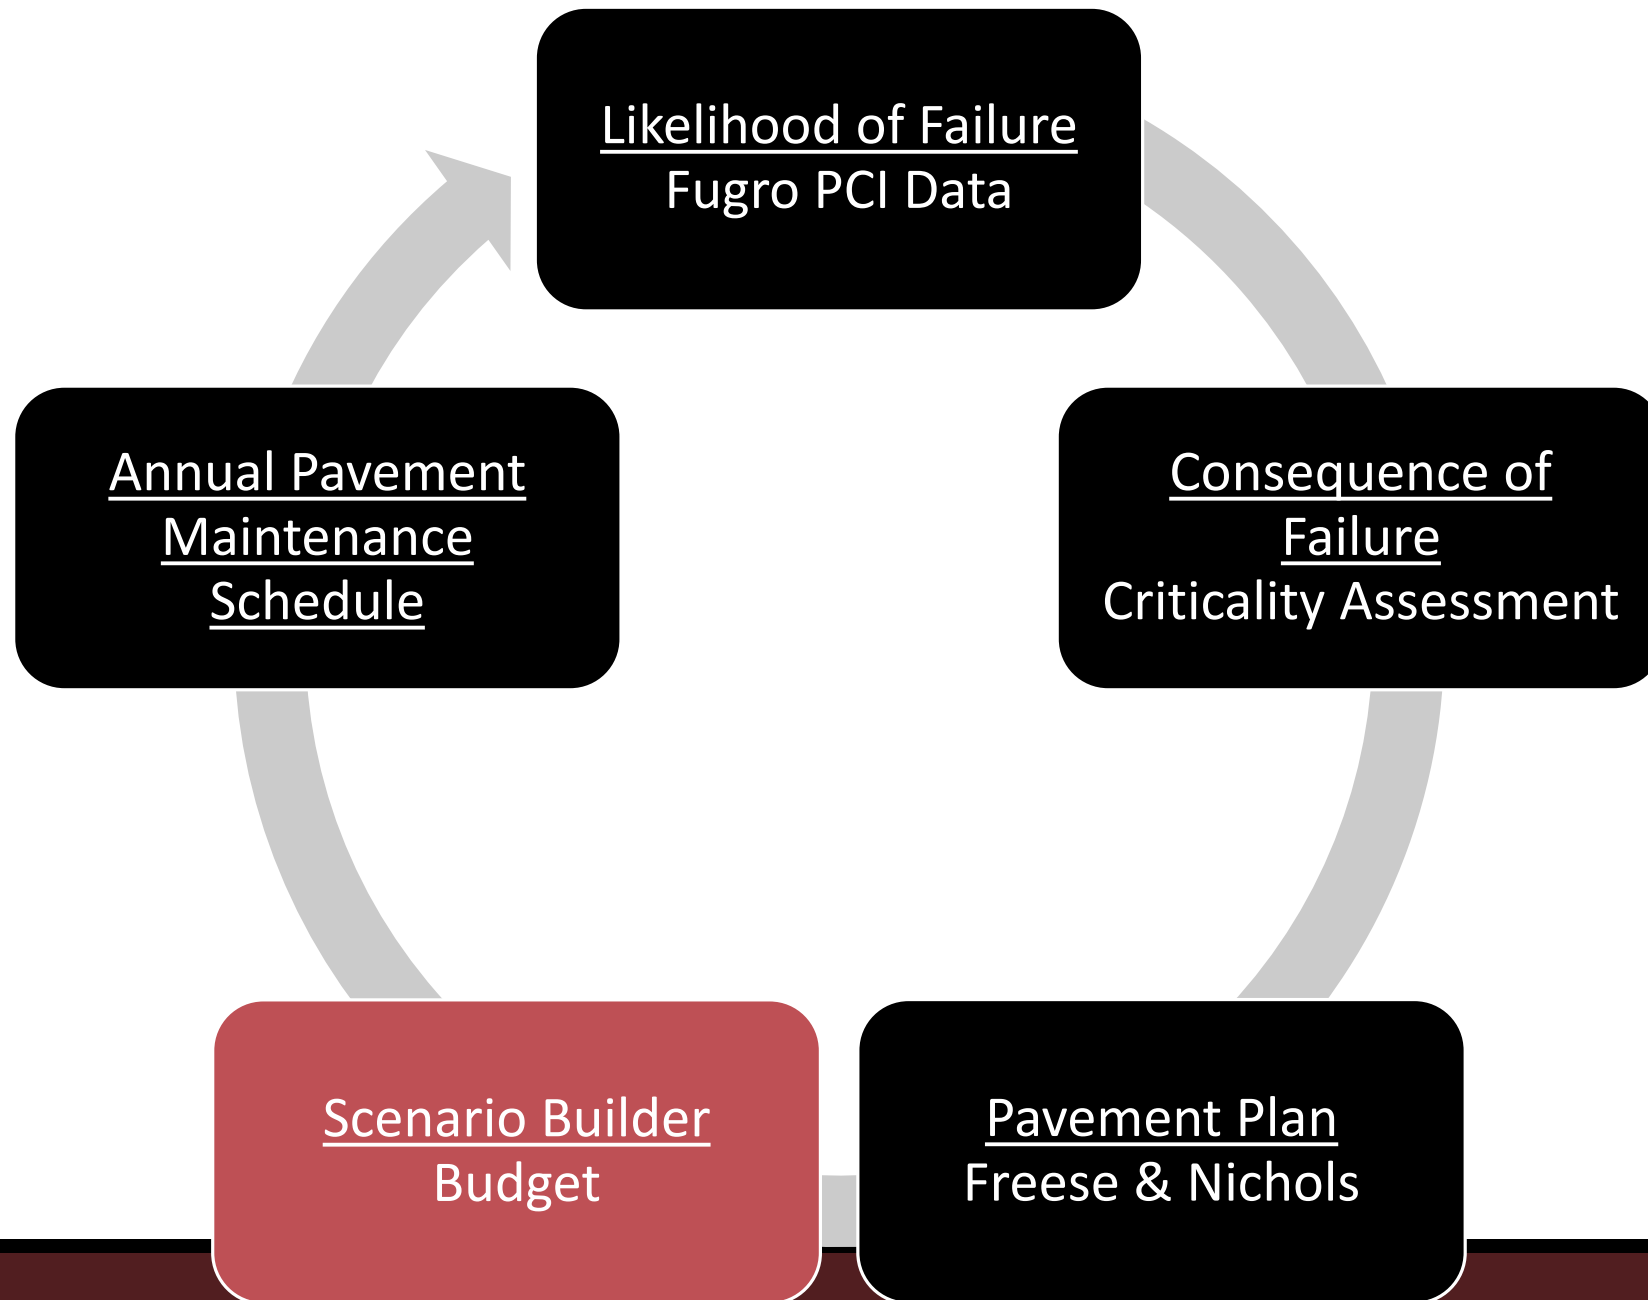 Likelihood of Failure
Fugro PCI Data
Consequence of
Failure
Criticality Assessment
Pavement Plan
Freese & Nichols
Scenario Builder
Budget
Annual Pavement
Maintenance
Schedule